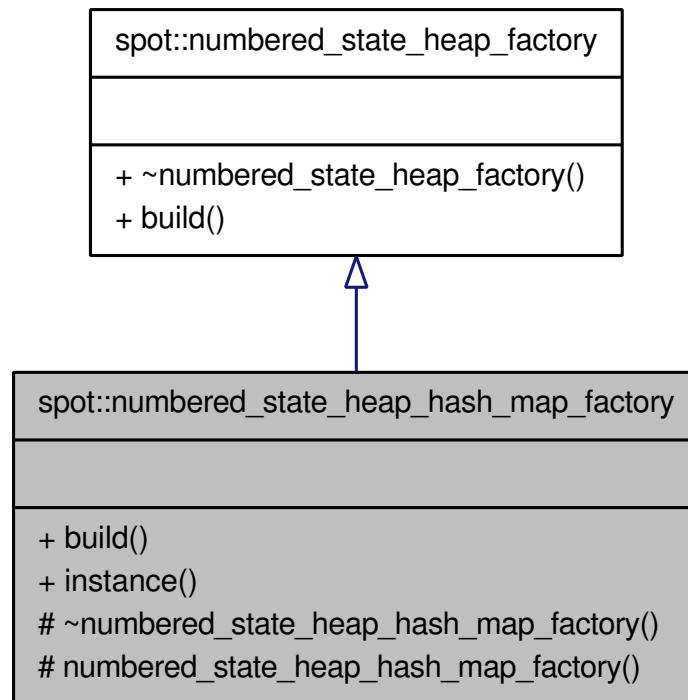 spot::numbered_state_heap_factory
+ ~numbered_state_heap_factory()
+ build()
spot::numbered_state_heap_hash_map_factory
+ build()
+ instance()
# ~numbered_state_heap_hash_map_factory()
# numbered_state_heap_hash_map_factory()